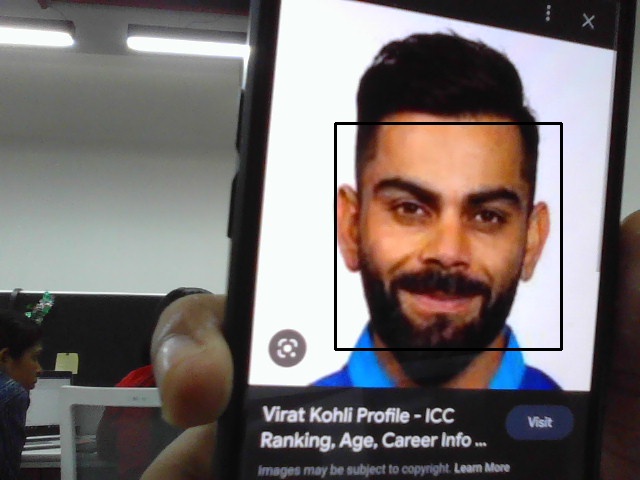 Virat Kohli Profile - ICC
Ranking, Age, Career Info ...
Visit
Images may be subject to copyright. Learn More